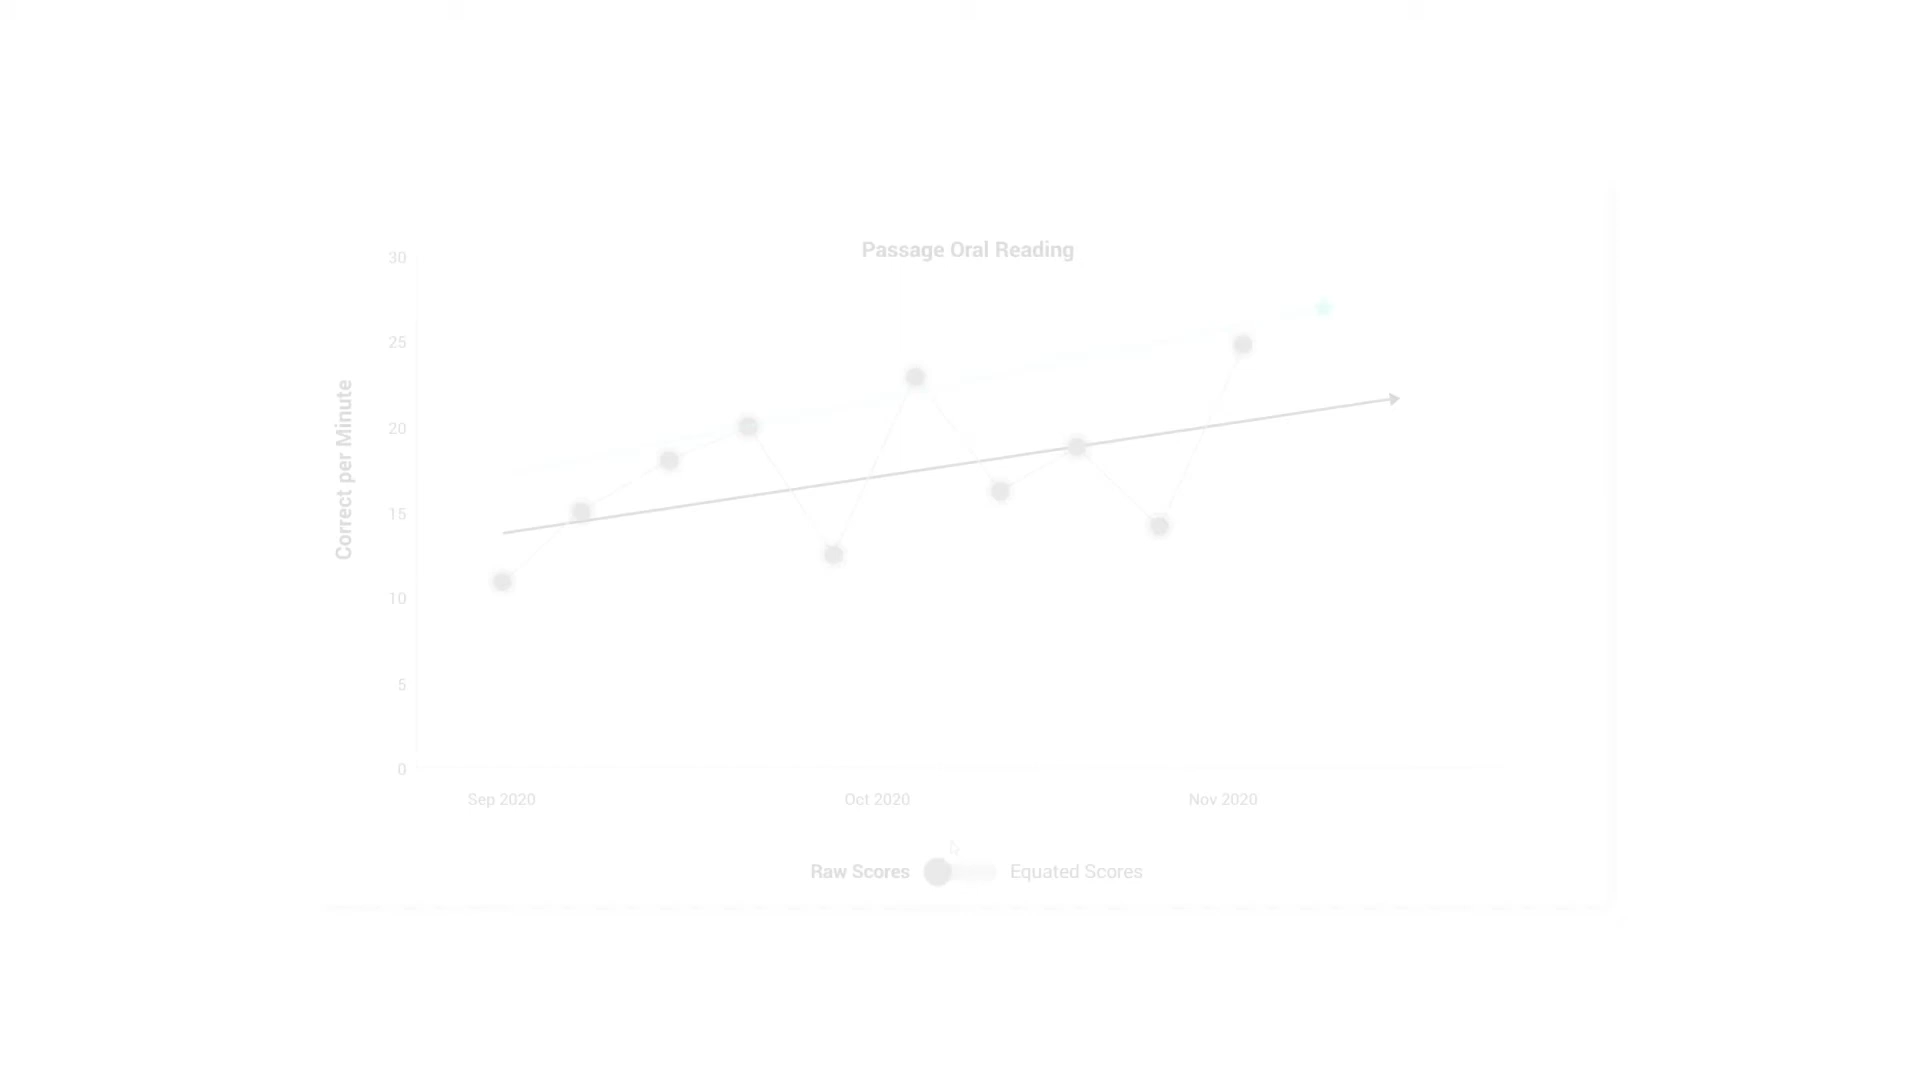 Passage Oral Reading
30
25
20
15
10
5
0
Correct per Minute
Sep 2020 Oct 2020 Nov 2020
Raw Scores Equated Scores